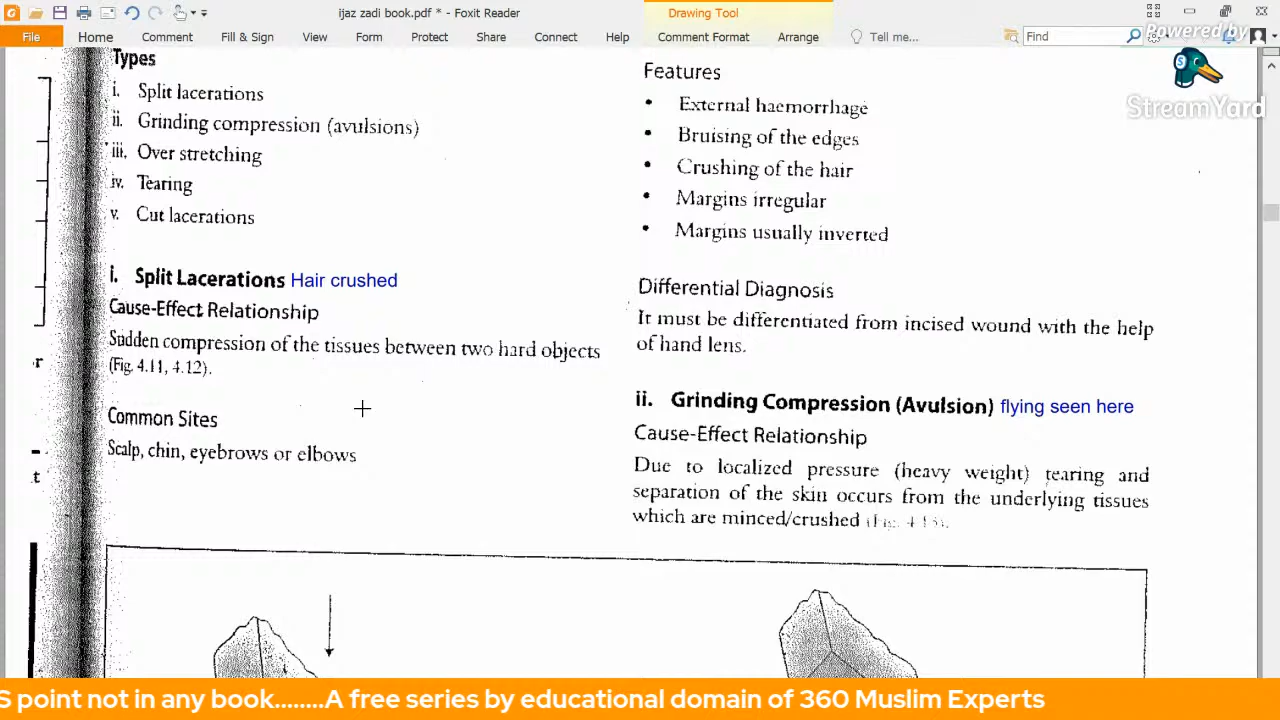 ijaz zadi book.pdf * - Foxit Reader
Drawing Tool
File Home Comment Fill & Sign View Form Protect Share Connect Help Comment Format Arrange Tell me... Find
Powered by
StreamYard
Types
i. Split lacerations
ii. Grinding compression (avulsions)
iii. Over stretching
iv. Tearing
v. Cut lacerations
i. Split Lacerations Hair crushed
Cause-Effect Relationship
Sudden compression of the tissues between two hard objects
(Fig. 4.11, 4.12).
Common Sites
Scalp, chin, eyebrows or elbows
Features
• External haemorrhage
• Bruising of the edges
• Crushing of the hair
• Margins irregular
• Margins usually inverted
Differential Diagnosis
It must be differentiated from incised wound with the help
of hand lens.
ii. Grinding Compression (Avulsion) flying seen here
Cause-Effect Relationship
Due to localized pressure (heavy weight) tearing and
separation of the skin occurs from the underlying tissues
which are minced/crushed (Fig. 4.13).
S point not in any book........A free series by educational domain of 360 Muslim Experts